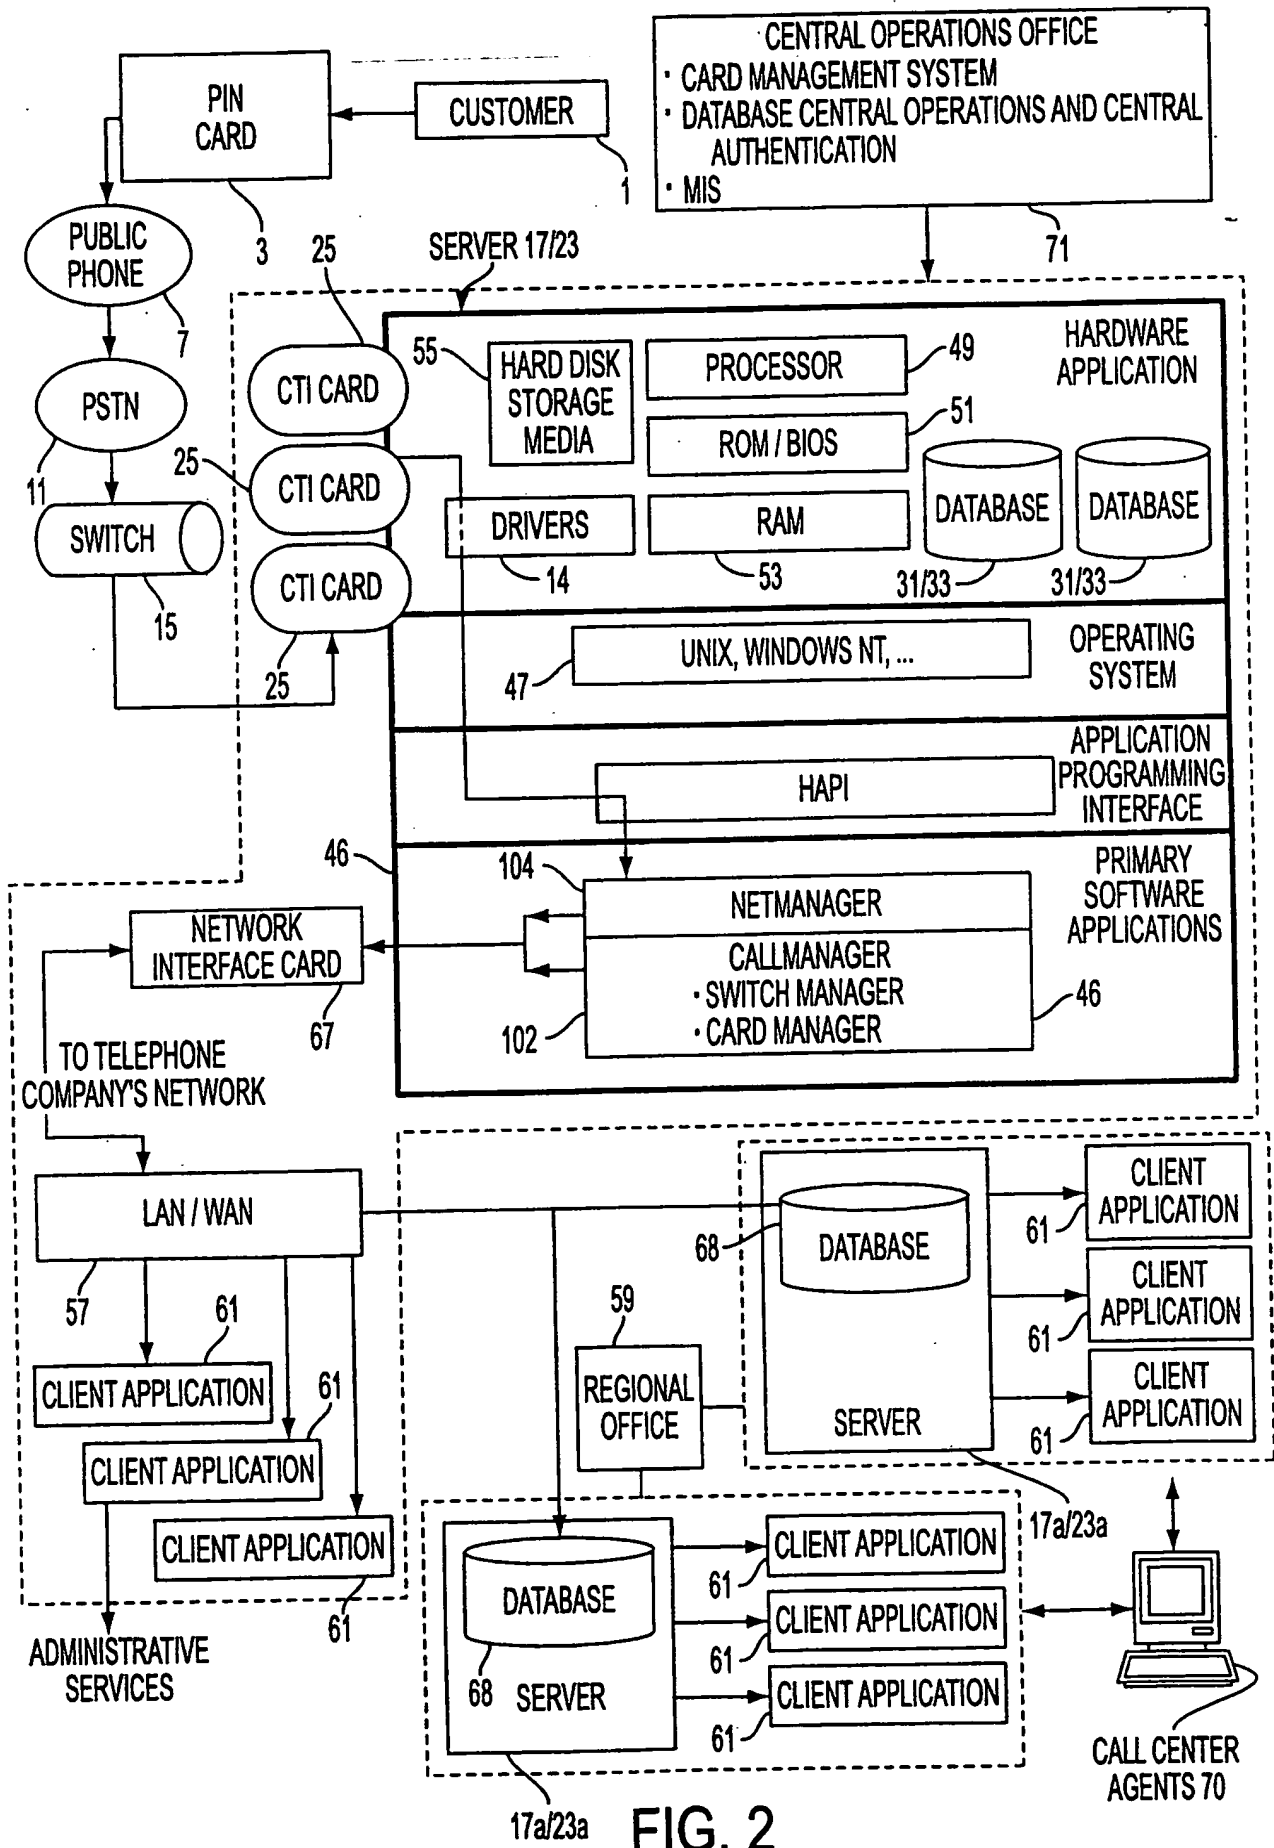 CENTRAL OPERATIONS OFFICE
· CARD MANAGEMENT SYSTEM
· DATABASE CENTRAL OPERATIONS AND CENTRAL
AUTHENTICATION
· MIS
71
PIN
CARD
3
CUSTOMER
1
PUBLIC
PHONE
7
PSTN
11
SWITCH
15
SERVER 17/23
25
CTI CARD
25
CTI CARD
CTI CARD
25
HARDWARE
APPLICATION
55
HARD DISK
STORAGE
MEDIA
PROCESSOR
49
ROM / BIOS
51
DRIVERS
14
RAM
53
DATABASE
31/33
DATABASE
31/33
OPERATING
SYSTEM
UNIX, WINDOWS NT, ...
47
APPLICATION
PROGRAMMING
INTERFACE
HAPI
46
PRIMARY
SOFTWARE
APPLICATIONS
104
NETMANAGER
CALLMANAGER
· SWITCH MANAGER
· CARD MANAGER
102
46
NETWORK
INTERFACE CARD
67
TO TELEPHONE
COMPANY'S NETWORK
LAN / WAN
57
61
CLIENT APPLICATION
61
CLIENT APPLICATION
CLIENT APPLICATION
61
ADMINISTRATIVE
SERVICES
59
REGIONAL
OFFICE
68
DATABASE
SERVER
17a/23a
CLIENT
APPLICATION
61
CLIENT
APPLICATION
61
CLIENT
APPLICATION
61
DATABASE
68
SERVER
17a/23a
CLIENT APPLICATION
61
CLIENT APPLICATION
61
CLIENT APPLICATION
61
CALL CENTER
AGENTS 70
FIG. 2